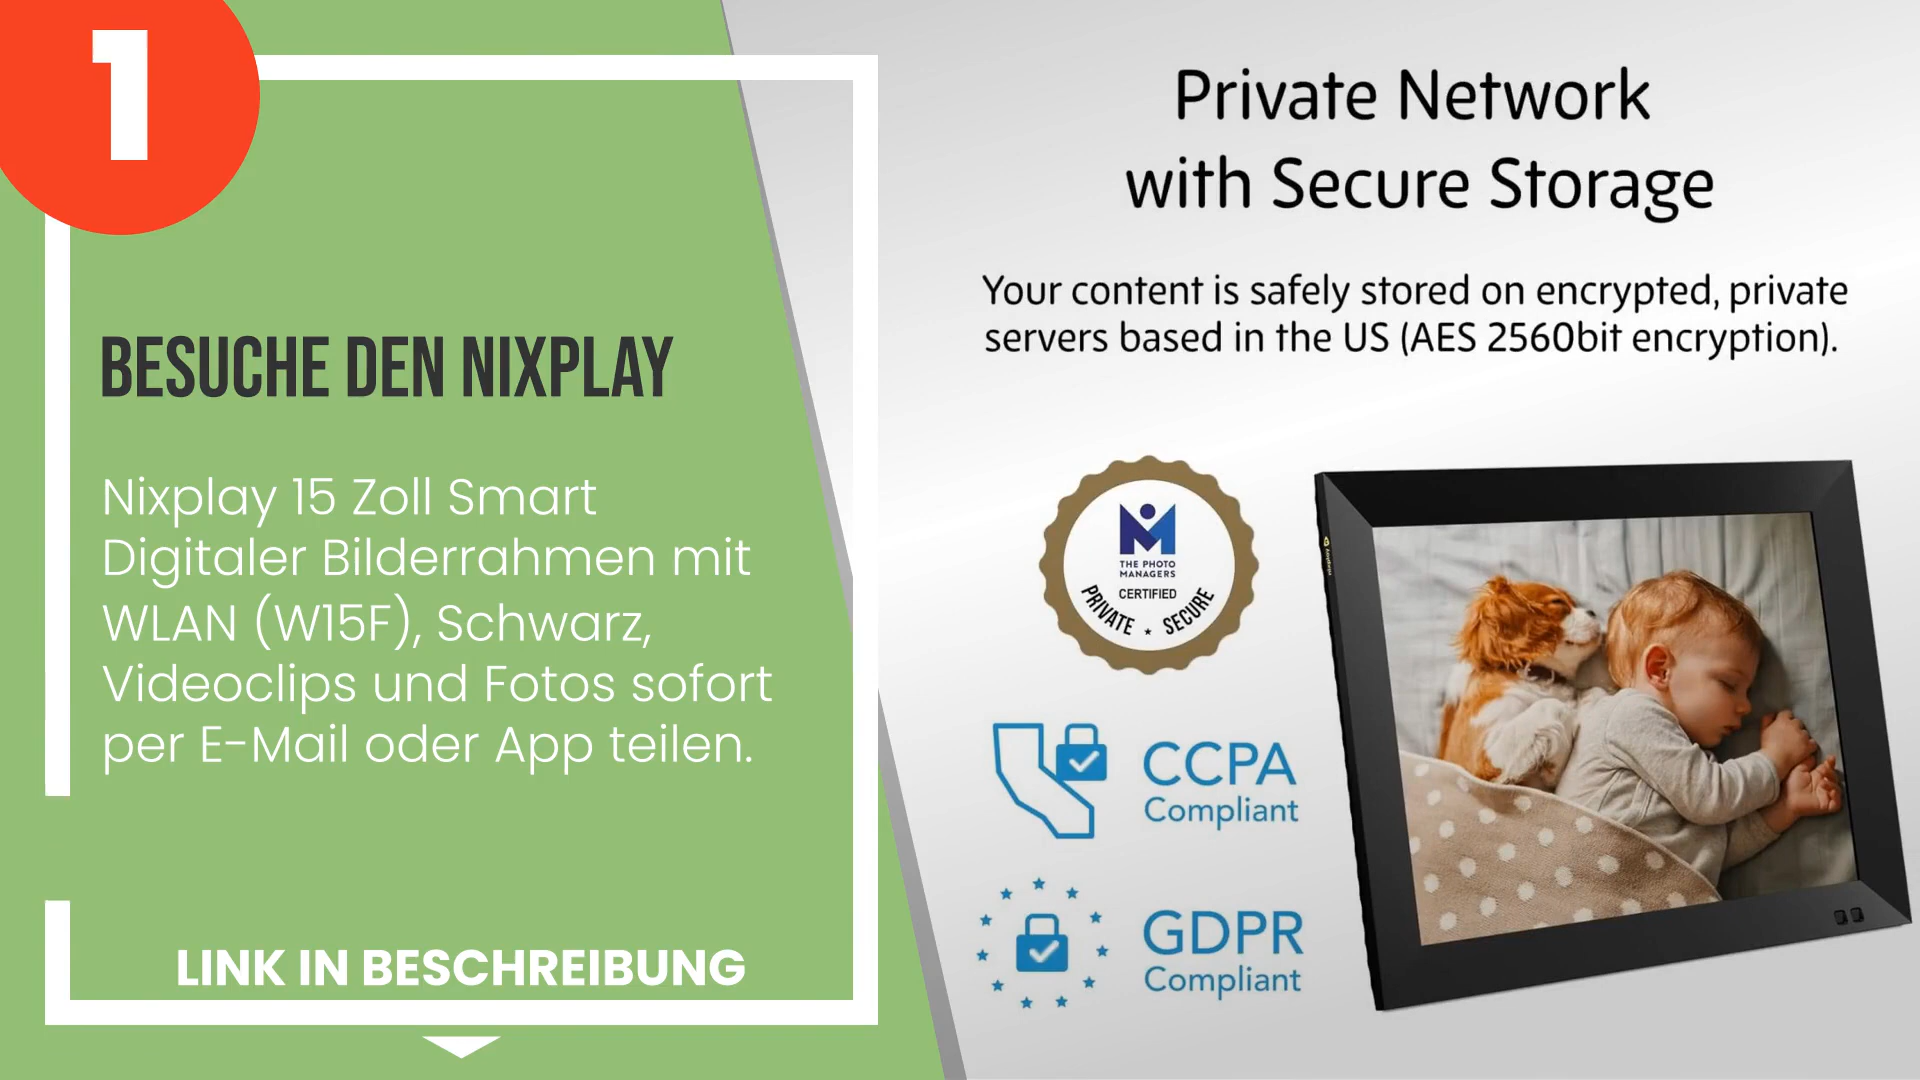 1
BESUCHE DEN NIXPLAY
Nixplay 15 Zoll Smart
Digitaler Bilderrahmen mit
WLAN (W15F), Schwarz,
Videoclips und Fotos sofort
per E-Mail oder App teilen.
LINK IN BESCHREIBUNG
Private Network
with Secure Storage
Your content is safely stored on encrypted, private
servers based in the US (AES 2560bit encryption).
THE PHOTO
MANAGERS
CERTIFIED
PRIVATE ★ SECURE
nixplay
CCPA
Compliant
GDPR
Compliant